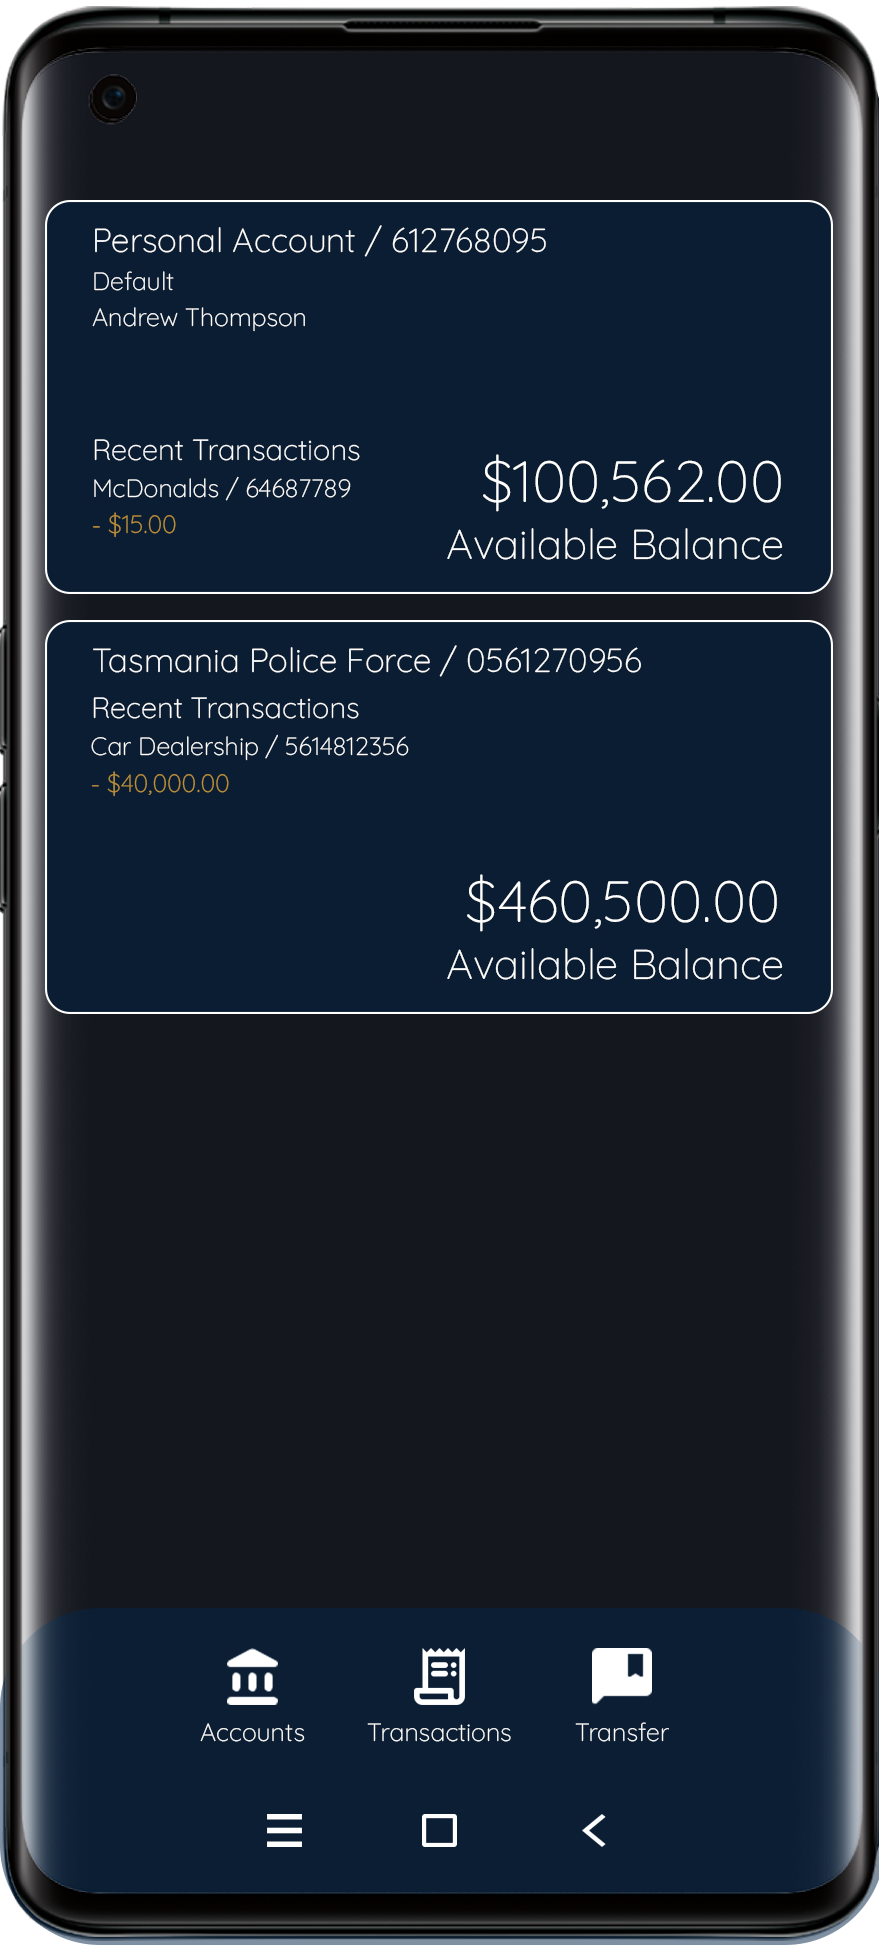 Personal Account / 612768095
Default
Andrew Thompson
Recent Transactions
McDonalds / 64687789
- $15.00
$100,562.00
Available Balance
Tasmania Police Force / 0561270956
Recent Transactions
Car Dealership / 5614812356
- $40,000.00
$460,500.00
Available Balance
Accounts Transactions Transfer